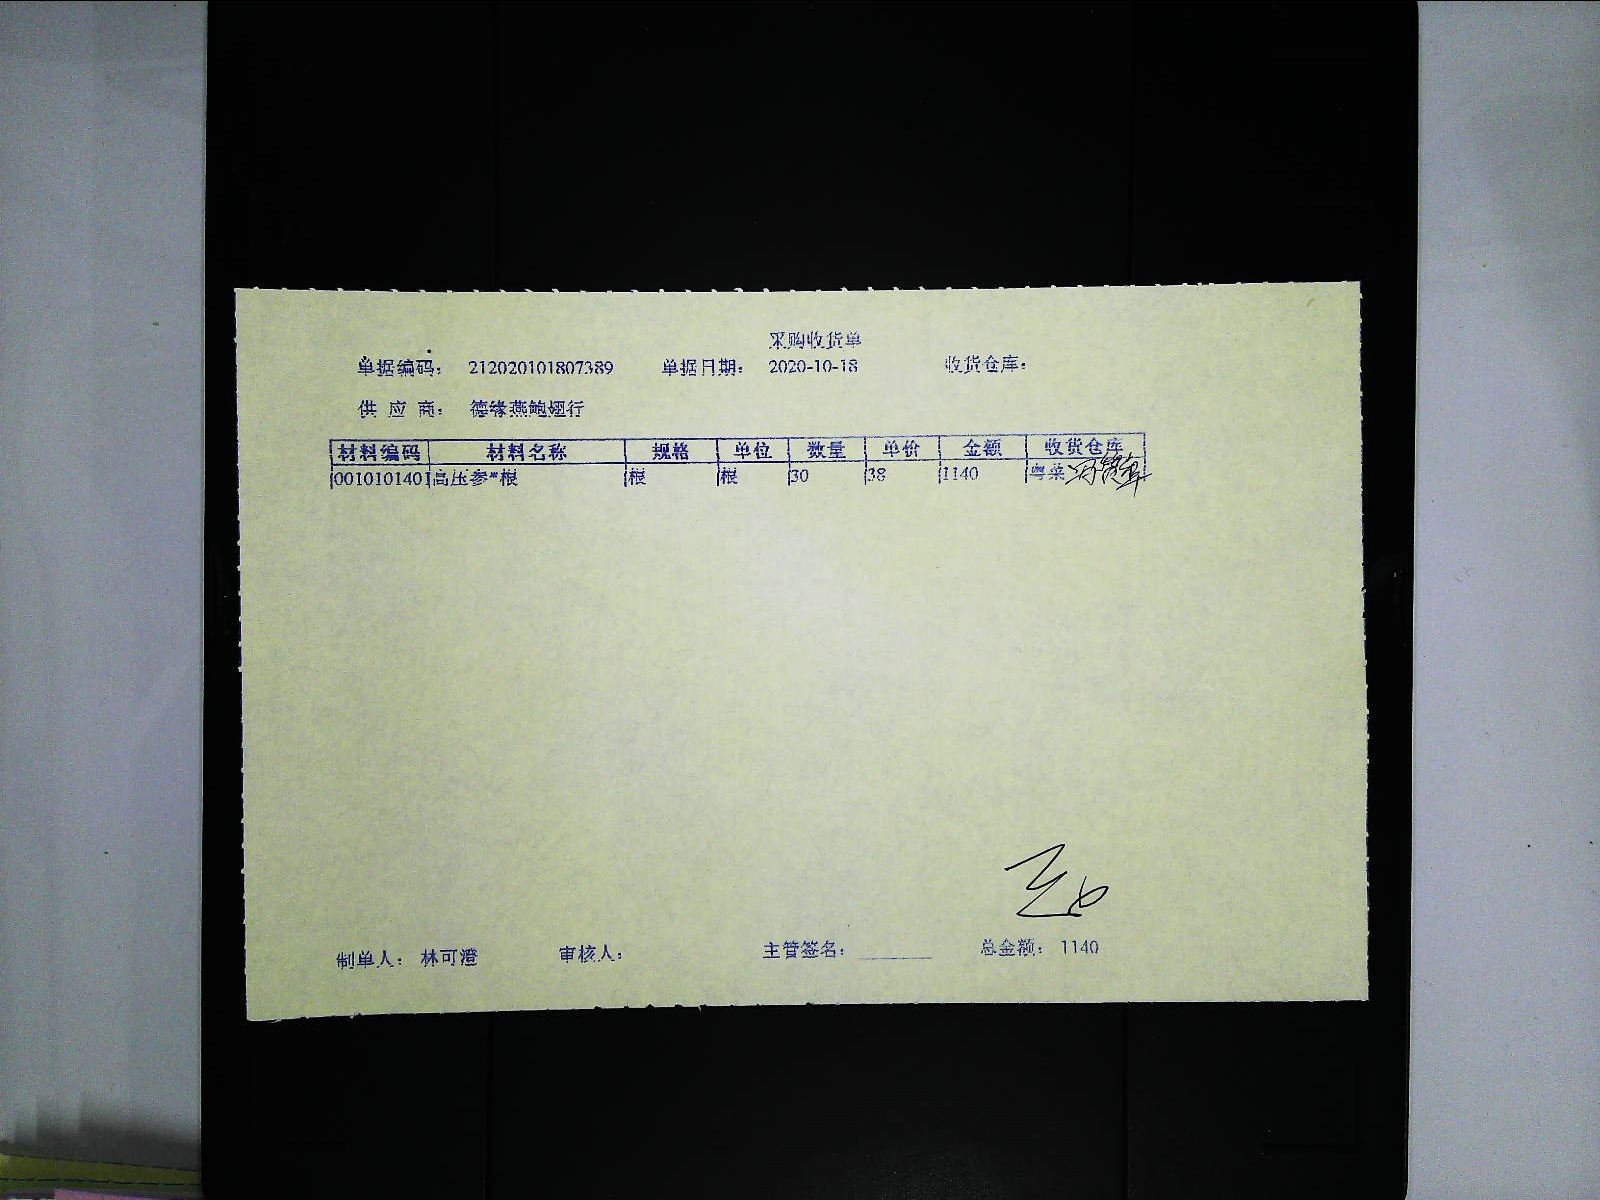 采购收货单
单据编码： 212020101807389 单据日期： 2020-10-18 收货仓库：
供 应 商： 德缘燕鲍翅行
材料编码 材料名称 规格 单位 数量 单价 金额 收货仓库
0010101401 高压参*根 根 根 30 38 1140 粤菜
制单人： 林可澄 审核人： 主管签名： 总金额： 1140